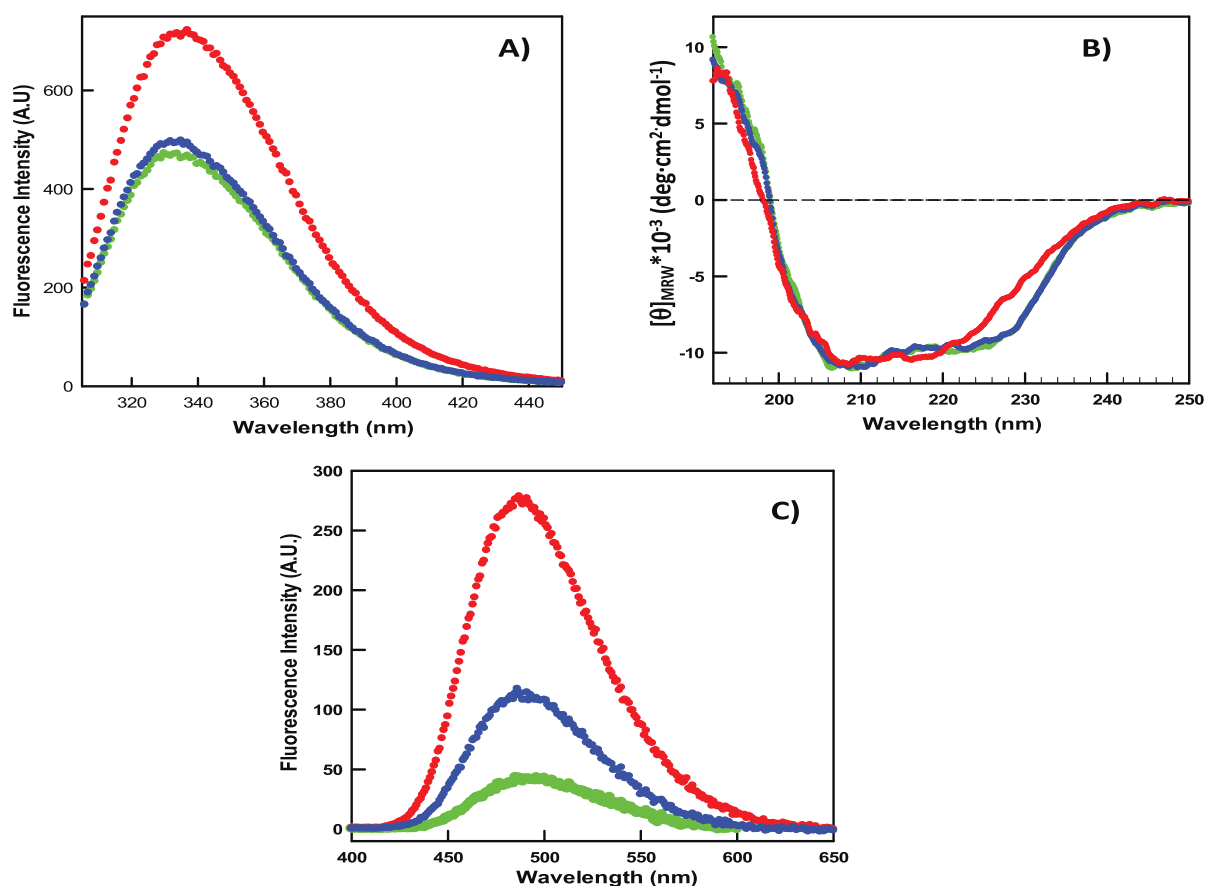 A)
Fluorescence Intensity (A.U)
600
400
200
0
320 340 360 380 400 420 440
Wavelength (nm)
B)
[θ]MRW*10-3 (deg·cm2·dmol-1)
10
5
0
-5
-10
200 210 220 230 240 250
Wavelength (nm)
C)
Fluorescence Intensity (A.U.)
300
250
200
150
100
50
0
400 450 500 550 600 650
Wavelength (nm)